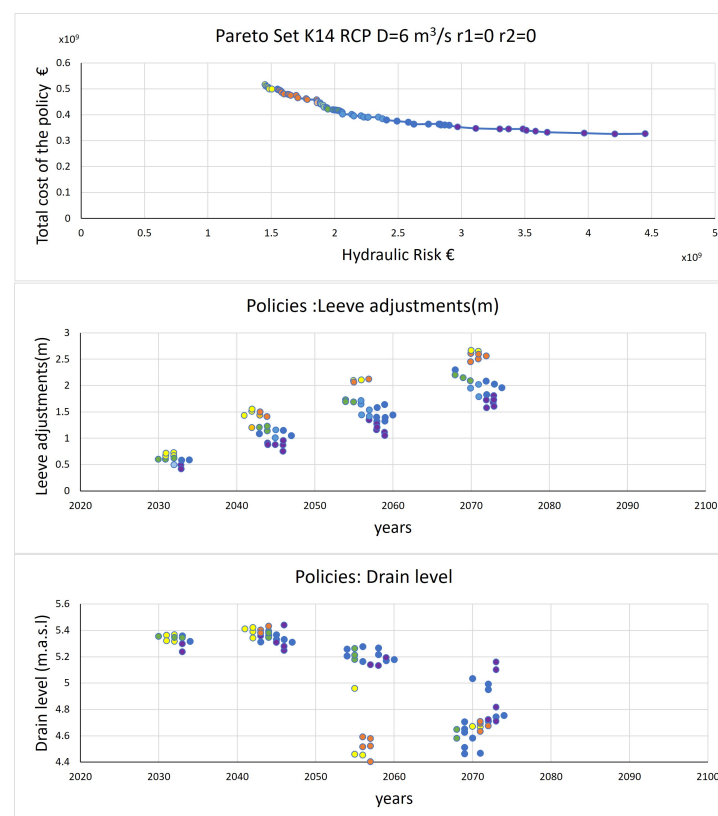 Pareto Set K14 RCP D=6 m³/s r1=0 r2=0
x10⁹
Total cost of the policy €
0.6
0.5
0.4
0.3
0.2
0.1
0
0 0.5 1 1.5 2 2.5 3 3.5 4 4.5 5
Hydraulic Risk €
x10⁹
Policies :Leeve adjustments(m)
Leeve adjustments(m)
3
2.5
2
1.5
1
0.5
0
2020 2030 2040 2050 2060 2070 2080 2090 2100
years
Policies: Drain level
Drain level (m.a.s.l)
5.6
5.4
5.2
5
4.8
4.6
4.4
2020 2030 2040 2050 2060 2070 2080 2090 2100
years